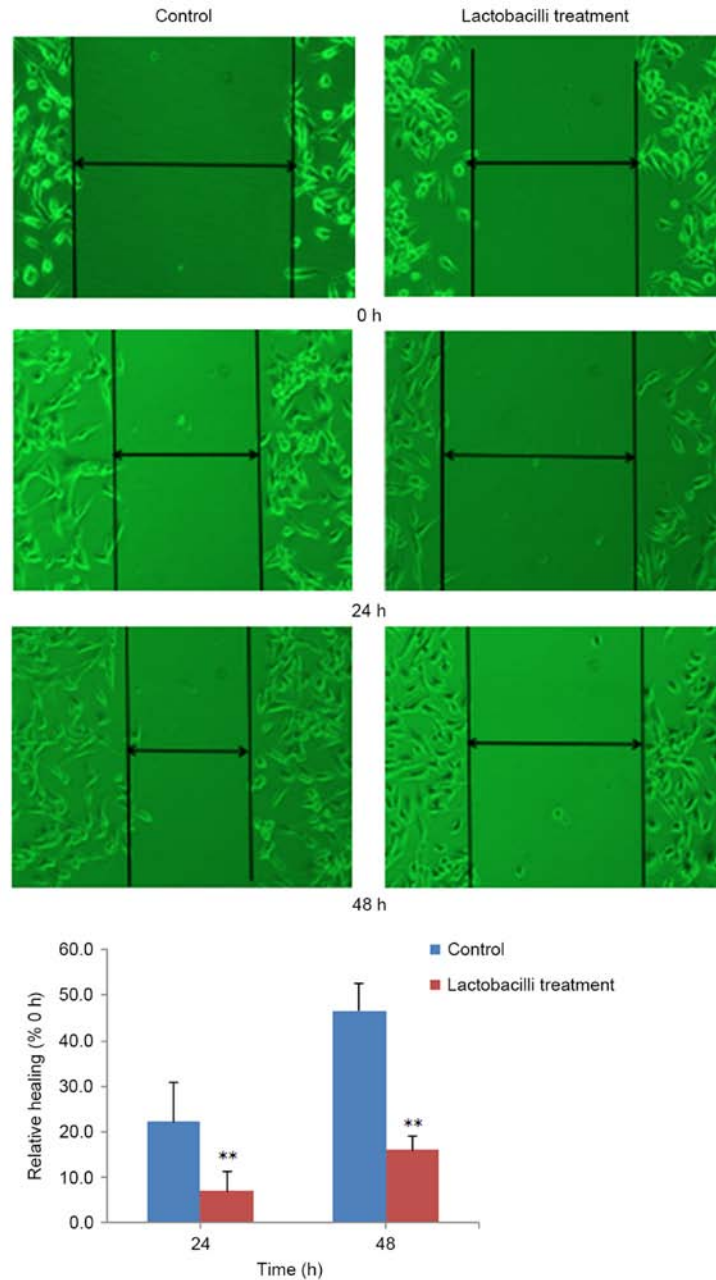 Control Lactobacilli treatment
0 h
24 h
48 h
60.0
50.0
40.0
30.0
20.0
10.0
0.0
Relative healing (% 0 h)
Control
Lactobacilli treatment
**
**
24 48
Time (h)